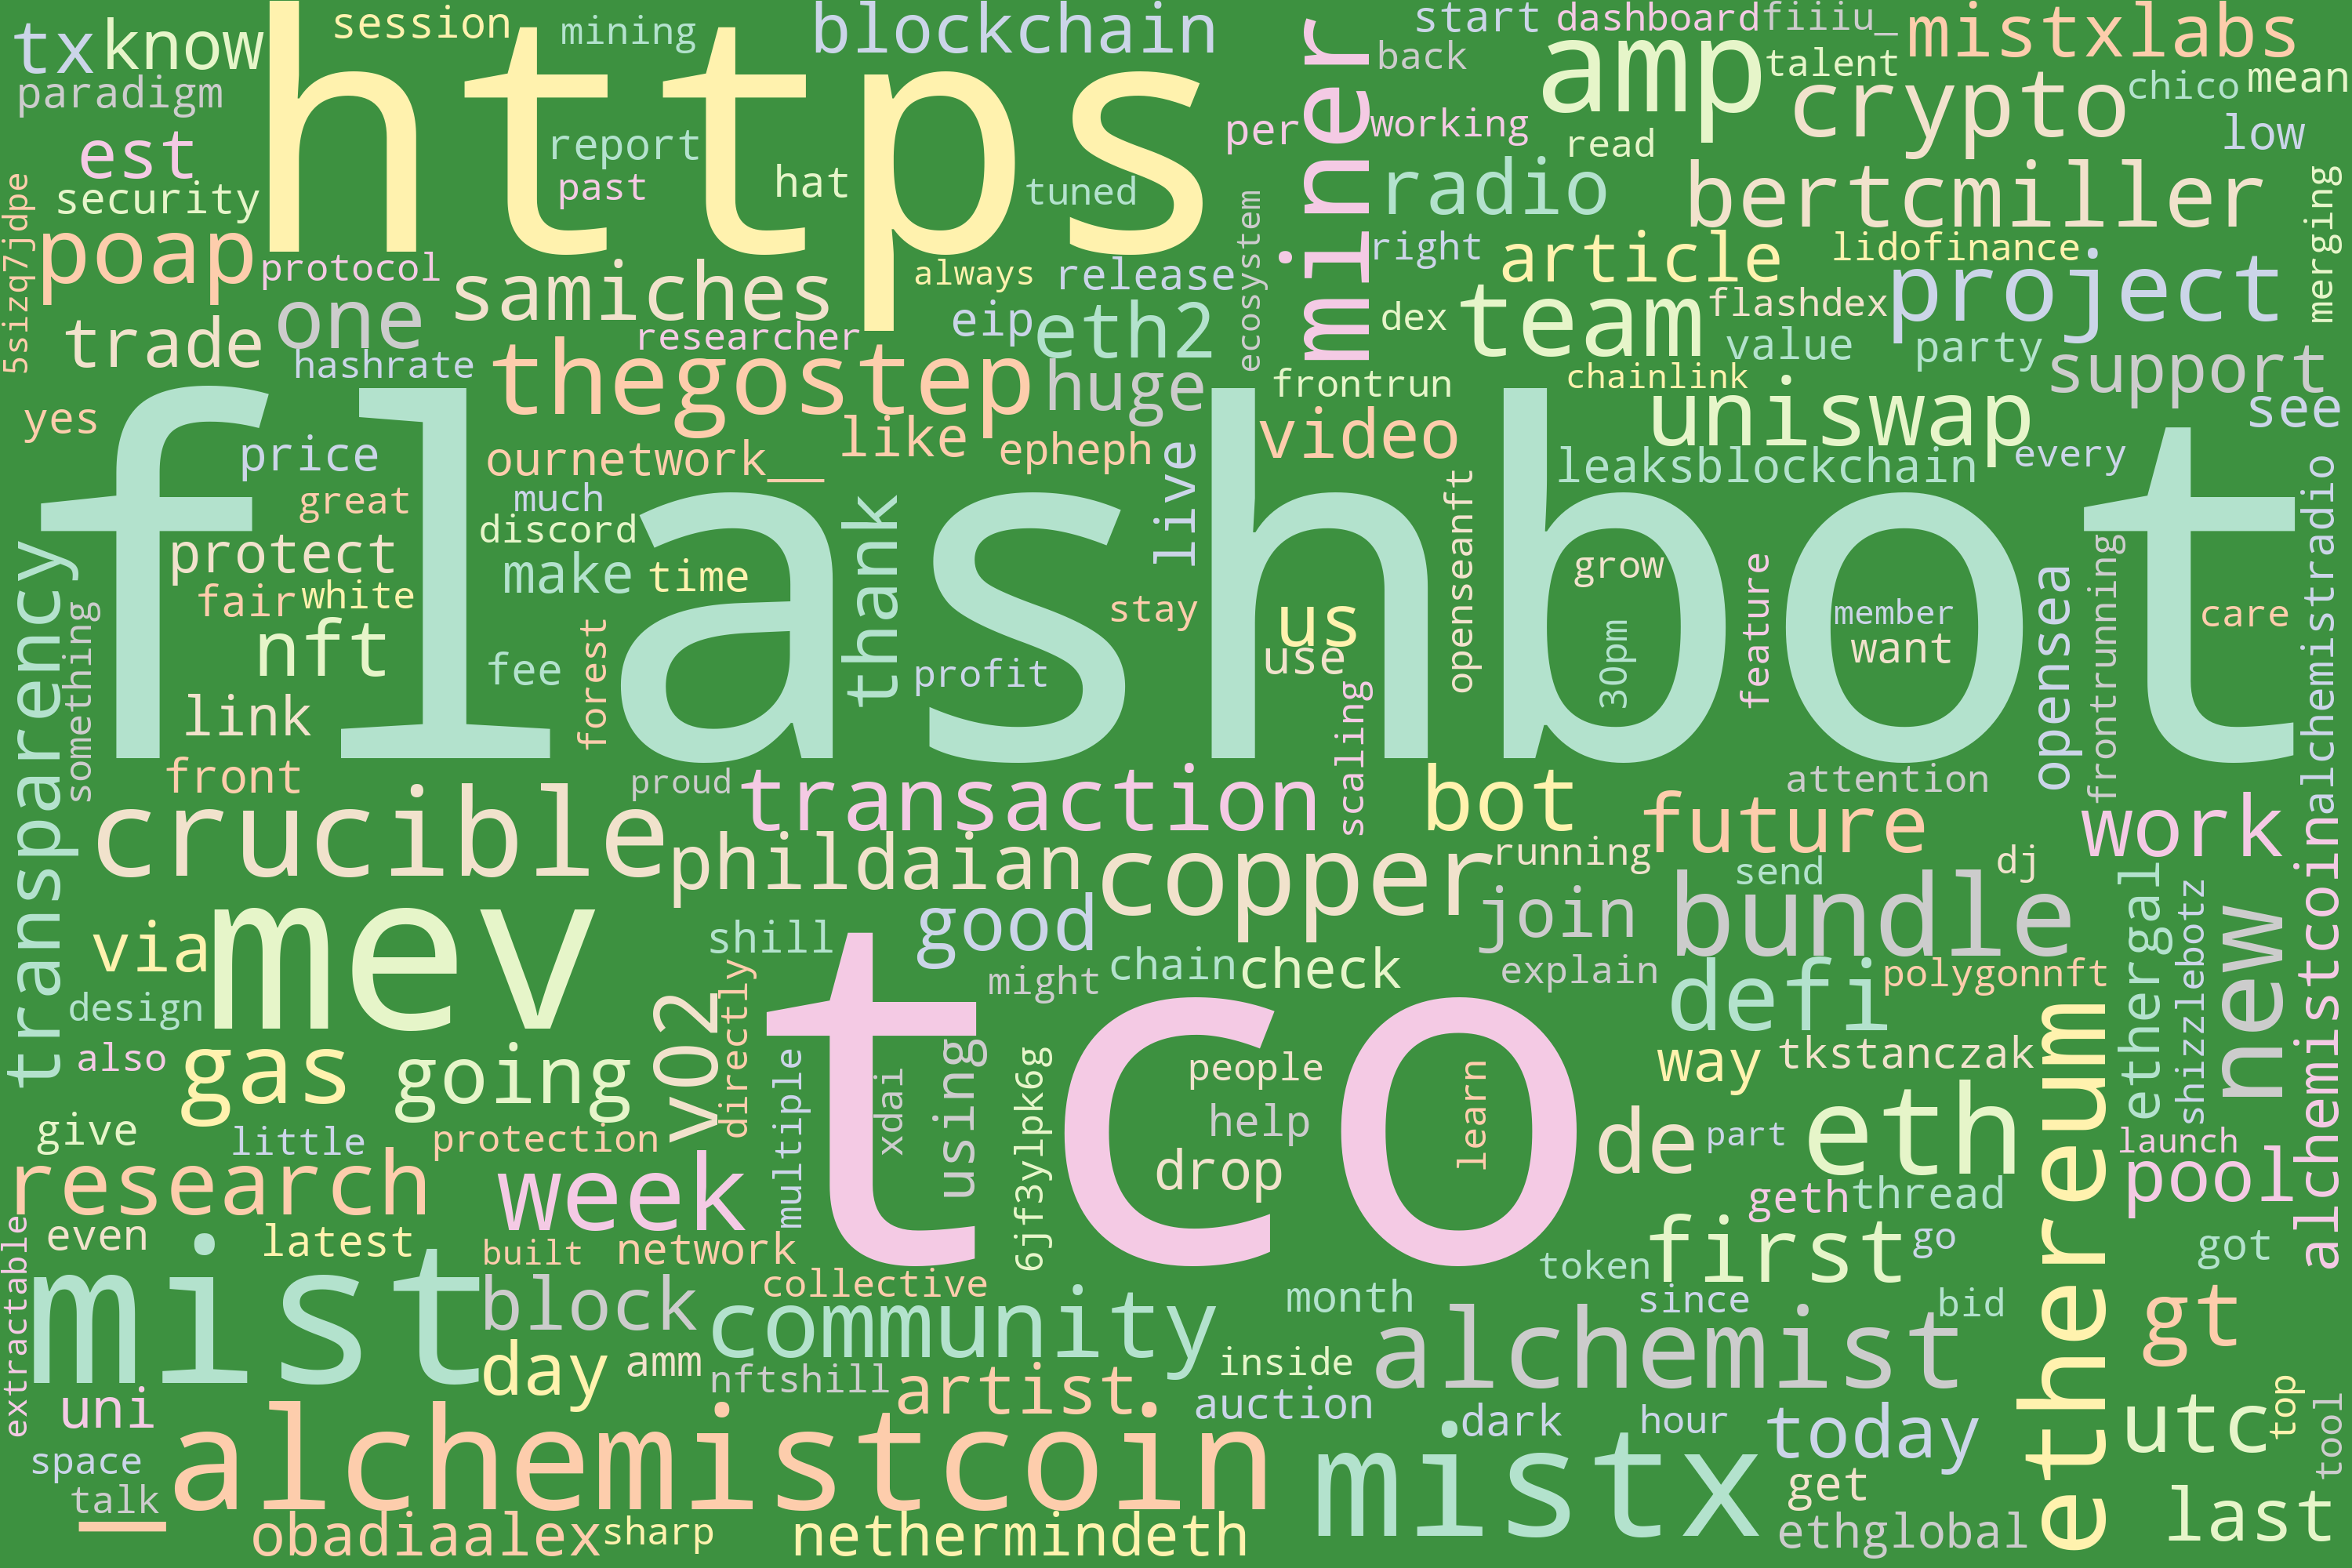 tx
know
session
mining
blockchain
start
dashboard
fiiiu_
mistxlabs
https
miner
amp
back
talent
paradigm
crypto
chico
mean
est
report
per
working
read
low
security
past
hat
tuned
radio
bertcmiller
merging
5sizq7jdpe
poap
protocol
samiches
always
release
ecosystem
right
article
lidofinance
project
one
trade
hashrate
researcher
eip
eth2
dex
team
flashdex
value
party
support
thegostep
huge
frontrun
chainlink
uniswap
see
yes
flashbot
price
ournetwork__
like
epheph
live
video
leaksblockchain
every
great
much
discord
thank
openseanft
protect
make
time
grow
feature
opensea
frontrunning
alchemistradio
transparency
something
fair
white
stay
us
member
care
nft
fee
forest
profit
use
30pm
want
link
scaling
front
proud
transaction
bot
attention
crucible
future
work
phildaian
copper
running
send
dj
alchemistcoin
via
mev
shill
good
join
bundle
ethergal
shizzlebotz
new
v02
directly
might
chain
check
explain
defi
polygonnft
design
tco
also
gas
going
multiple
xdai
using
6jf3ylpk6g
people
learn
way
tkstanczak
ethereum
give
little
protection
help
de
part
eth
launch
research
week
drop
geth
thread
pool
extractable
even
latest
built
network
first
go
got
mist
block
collective
community
month
token
since
bid
gt
day
amm
nftshill
artist
inside
alchemist
uni
auction
dark
hour
today
utc
top
tool
space
alchemistcoin
mistx
talk
get
last
__
obadiaalex
sharp
nethermindeth
ethglobal